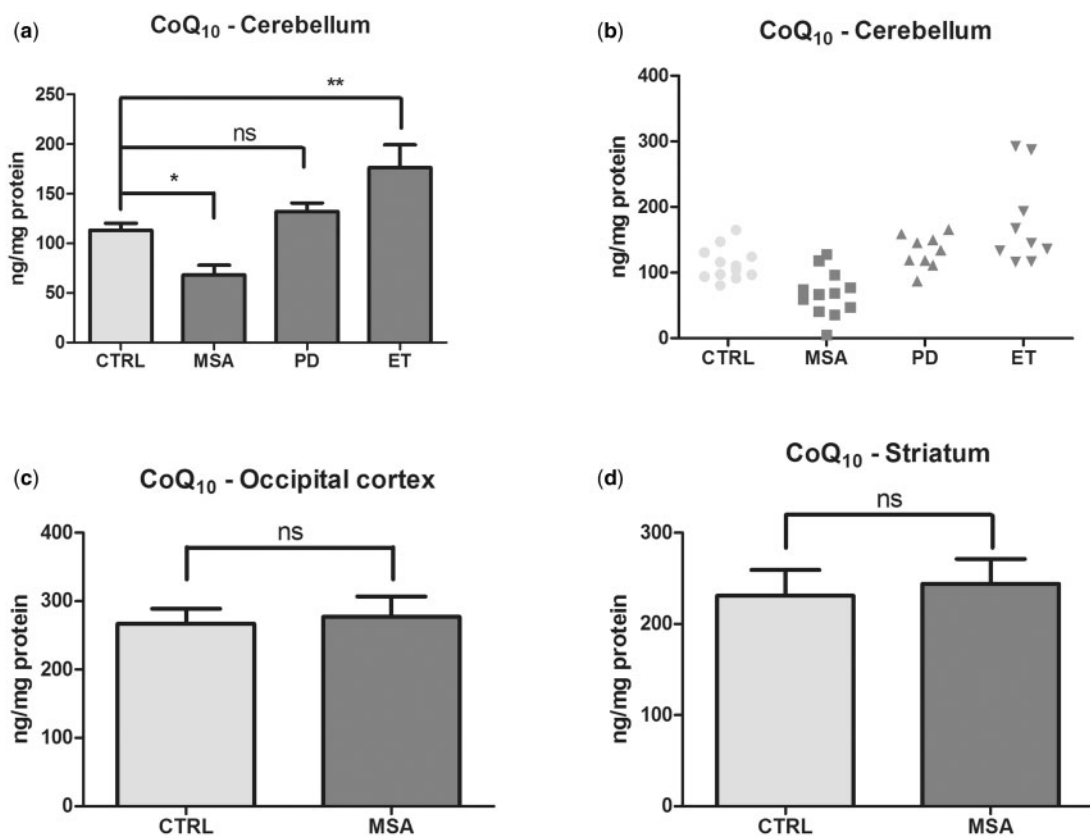 (a)
CoQ₁₀ - Cerebellum
ng/mg protein
250
200
150
100
50
0
**
ns
*
CTRL MSA PD ET
(b)
CoQ₁₀ - Cerebellum
ng/mg protein
400
300
200
100
0
CTRL MSA PD ET
(c)
CoQ₁₀ - Occipital cortex
ng/mg protein
400
300
200
100
0
ns
CTRL MSA
(d)
CoQ₁₀ - Striatum
ng/mg protein
300
200
100
0
ns
CTRL MSA